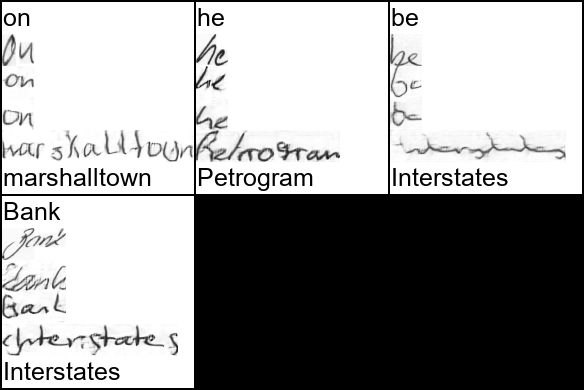 on
on
on
on
marshalltown
marshalltown
he
he
he
he
Petrogram
Petrogram
be
be
be
be
Interstates
Interstates
Bank
Bank
Bank
Bank
Interstates
Interstates